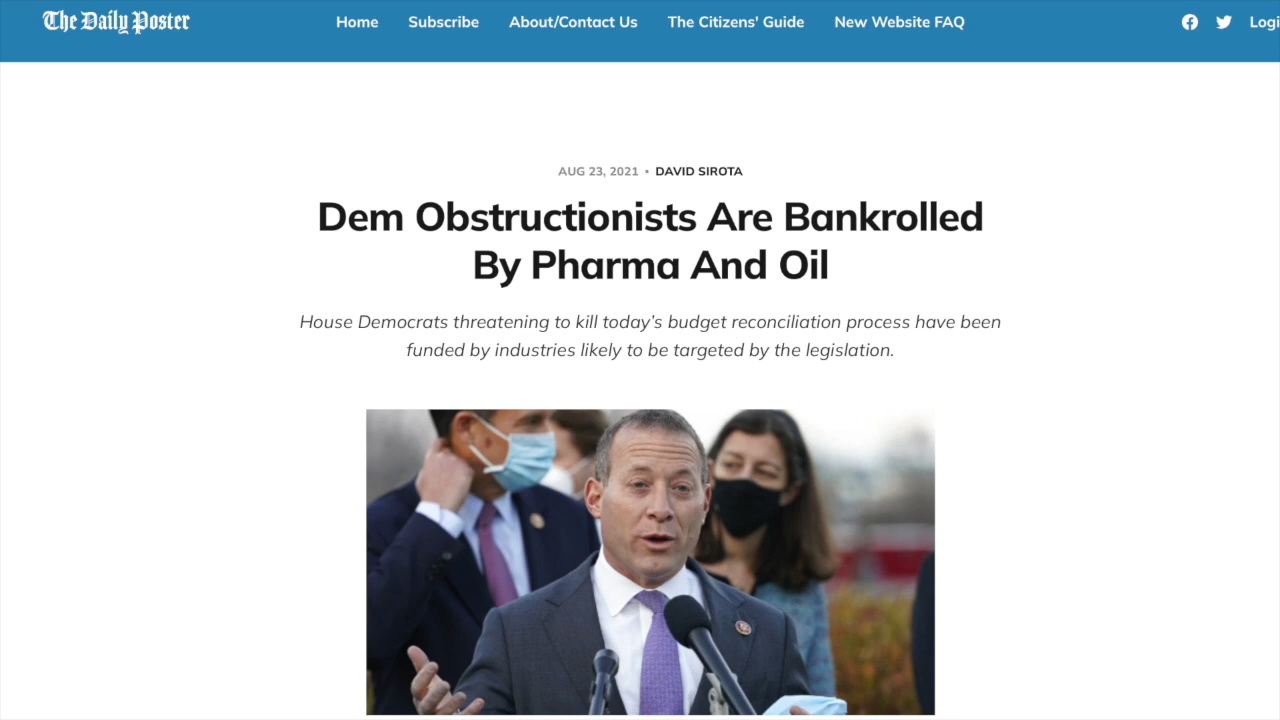 The Daily Poster
Home Subscribe About/Contact Us The Citizens' Guide New Website FAQ
AUG 23, 2021 • DAVID SIROTA
Dem Obstructionists Are Bankrolled
By Pharma And Oil
House Democrats threatening to kill today’s budget reconciliation process have been
funded by industries likely to be targeted by the legislation.